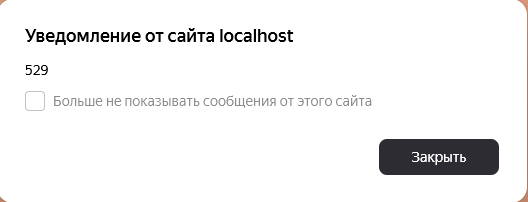 Уведомление от сайта localhost
529
Больше не показывать сообщения от этого сайта
Закрыть